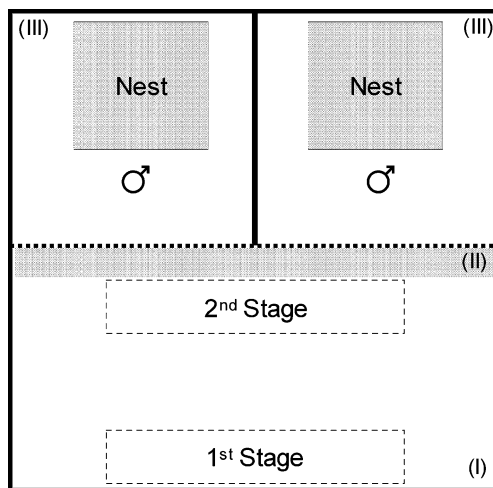 (III) (III)
Nest Nest
♂ ♂
(II)
2nd Stage
1st Stage
(I)